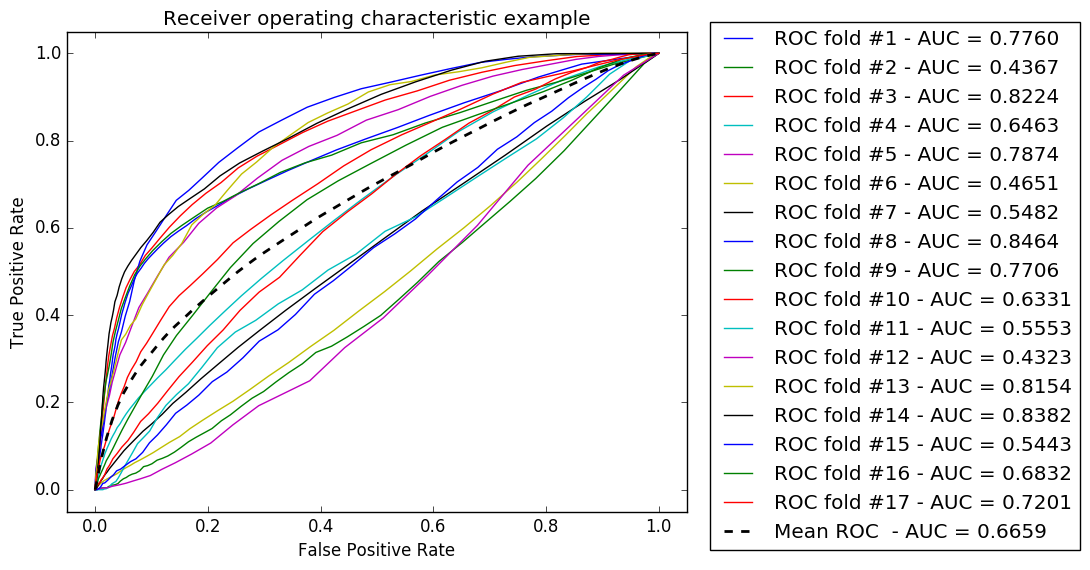 Receiver operating characteristic example
True Positive Rate
1.0
0.8
0.6
0.4
0.2
0.0
0.0 0.2 0.4 0.6 0.8 1.0
False Positive Rate
ROC fold #1 - AUC = 0.7760
ROC fold #2 - AUC = 0.4367
ROC fold #3 - AUC = 0.8224
ROC fold #4 - AUC = 0.6463
ROC fold #5 - AUC = 0.7874
ROC fold #6 - AUC = 0.4651
ROC fold #7 - AUC = 0.5482
ROC fold #8 - AUC = 0.8464
ROC fold #9 - AUC = 0.7706
ROC fold #10 - AUC = 0.6331
ROC fold #11 - AUC = 0.5553
ROC fold #12 - AUC = 0.4323
ROC fold #13 - AUC = 0.8154
ROC fold #14 - AUC = 0.8382
ROC fold #15 - AUC = 0.5443
ROC fold #16 - AUC = 0.6832
ROC fold #17 - AUC = 0.7201
Mean ROC  - AUC = 0.6659